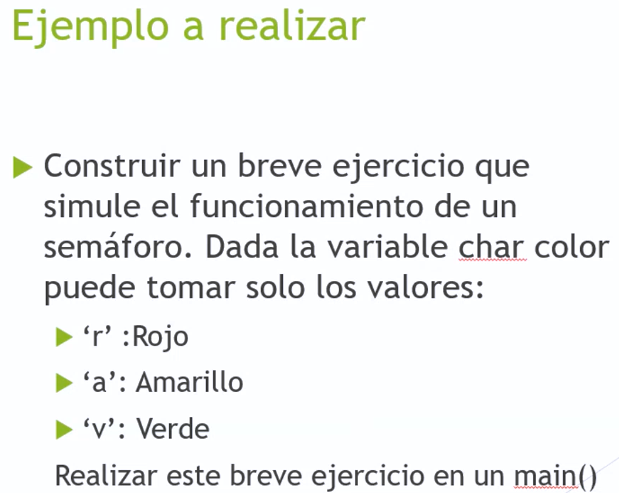 Ejemplo a realizar
Construir un breve ejercicio que
simule el funcionamiento de un
semáforo. Dada la variable char color
puede tomar solo los valores:
‘r’ :Rojo
‘a’: Amarillo
‘v’: Verde
Realizar este breve ejercicio en un main()